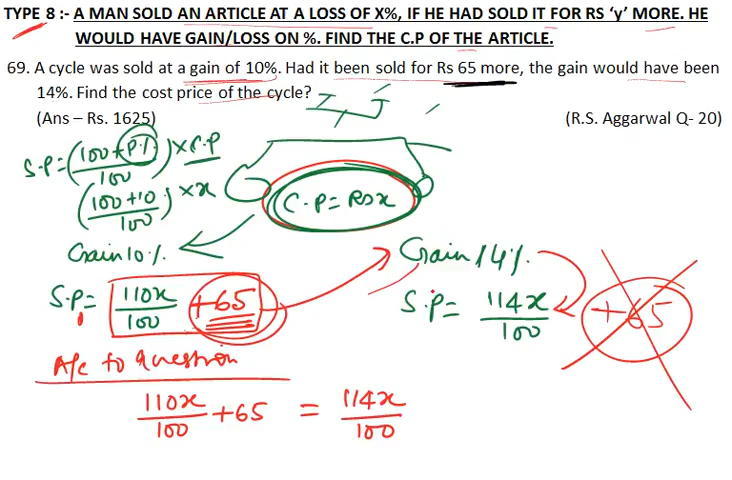 TYPE 8 :- A MAN SOLD AN ARTICLE AT A LOSS OF X%, IF HE HAD SOLD IT FOR RS ‘y’ MORE. HE
WOULD HAVE GAIN/LOSS ON %. FIND THE C.P OF THE ARTICLE.
69. A cycle was sold at a gain of 10%. Had it been sold for Rs 65 more, the gain would have been
14%. Find the cost price of the cycle?
(Ans – Rs. 1625) (R.S. Aggarwal Q- 20)
S.P=(100+P%/100)×C.P
(100+10/100)×x
C.P= Rs x
Gain 10%.
Gain 14%.
S.P= 110x/100 +65
S.P= 114x/100 +65
A/c to question
110x/100 +65 = 114x/100